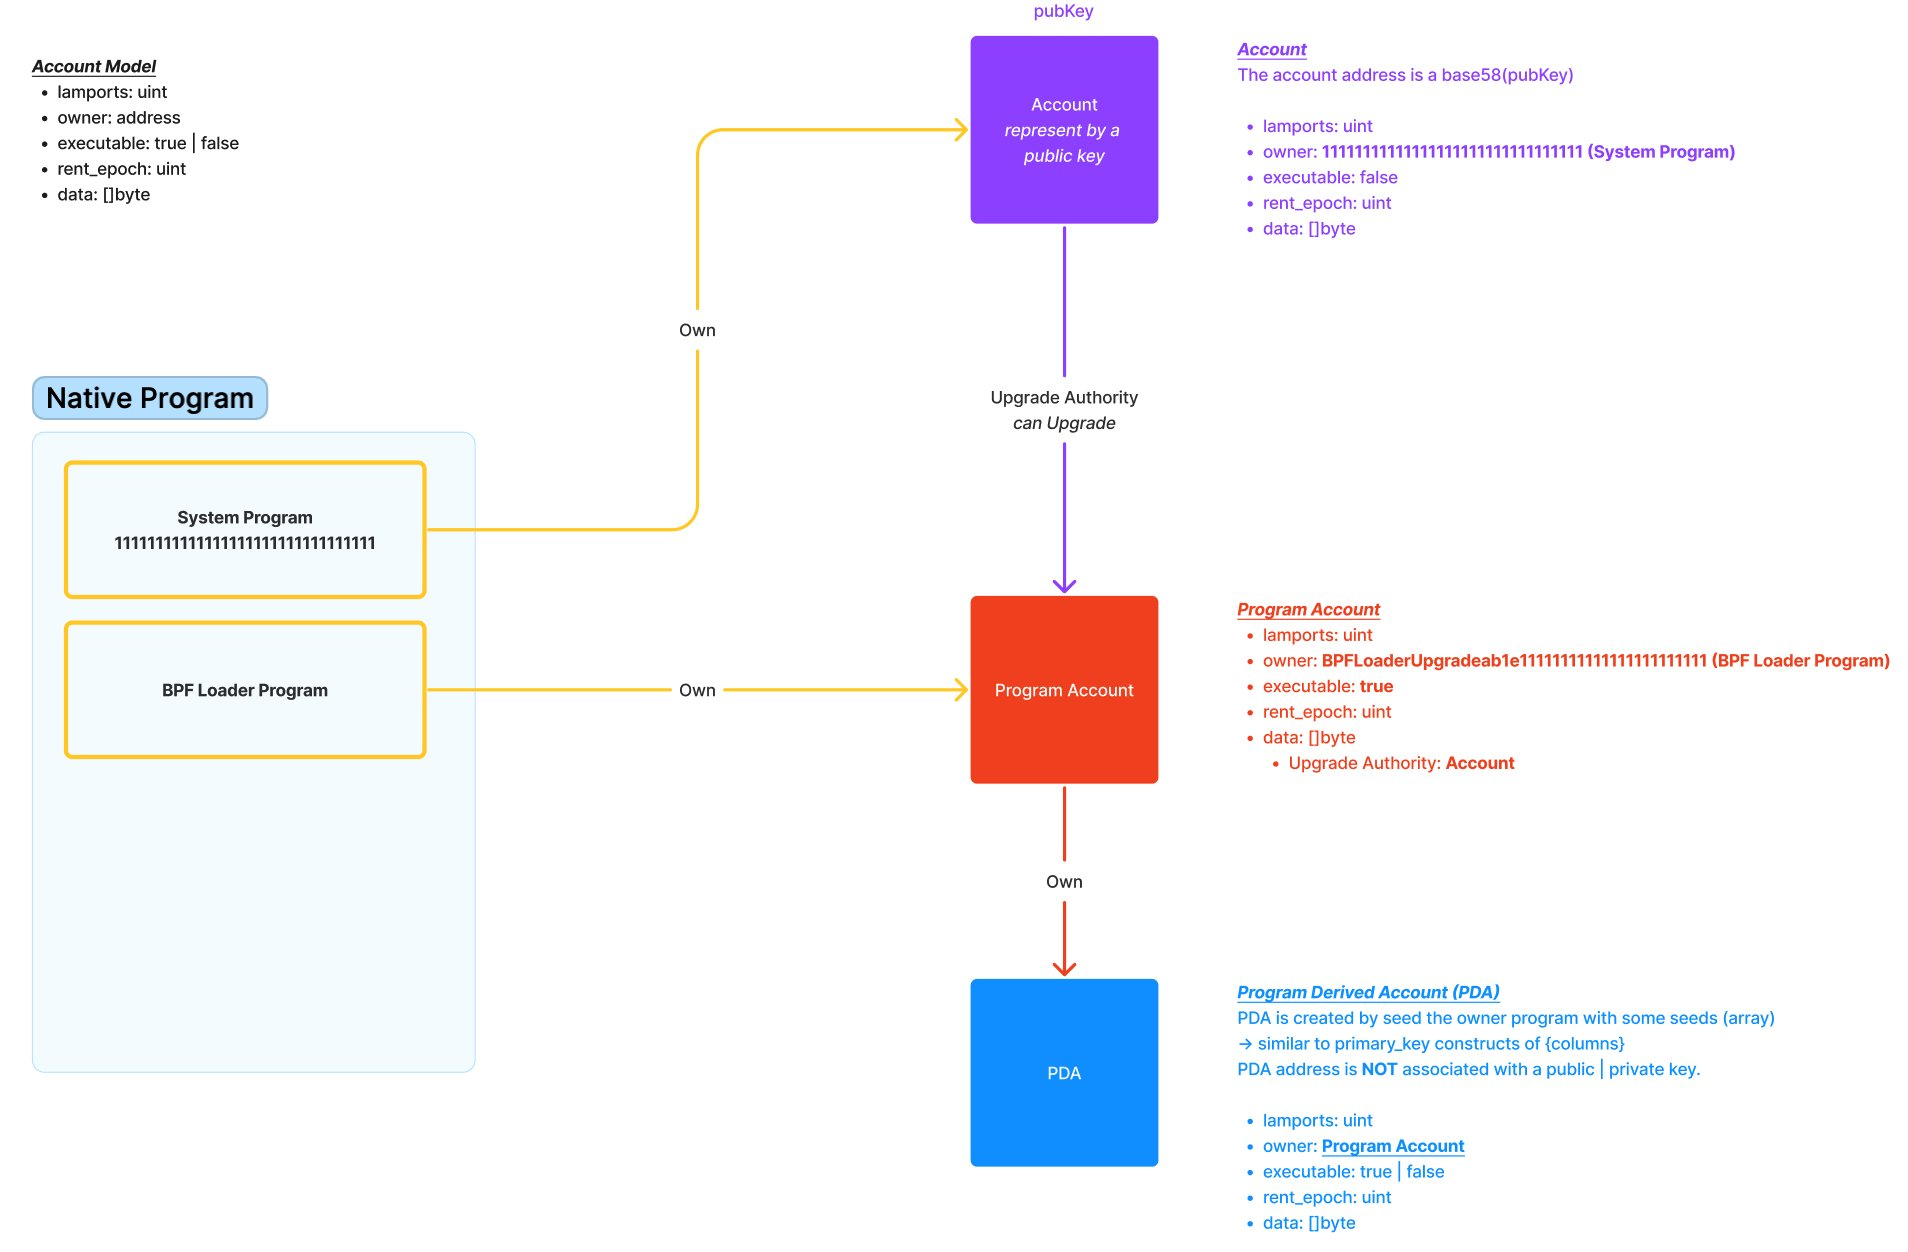 pubKey
Account Model
• lamports: uint
• owner: address
• executable: true | false
• rent_epoch: uint
• data: []byte
Account
represent by a
public key
Account
The account address is a base58(pubKey)
• lamports: uint
• owner: 11111111111111111111111111111111 (System Program)
• executable: false
• rent_epoch: uint
• data: []byte
Own
Native Program
Upgrade Authority
can Upgrade
System Program
11111111111111111111111111111111
BPF Loader Program
Own
Program Account
Program Account
• lamports: uint
• owner: BPFLoaderUpgradeab1e11111111111111111111111 (BPF Loader Program)
• executable: true
• rent_epoch: uint
• data: []byte
• Upgrade Authority: Account
Own
PDA
Program Derived Account (PDA)
PDA is created by seed the owner program with some seeds (array)
→ similar to primary_key constructs of {columns}
PDA address is NOT associated with a public | private key.
• lamports: uint
• owner: Program Account
• executable: true | false
• rent_epoch: uint
• data: []byte